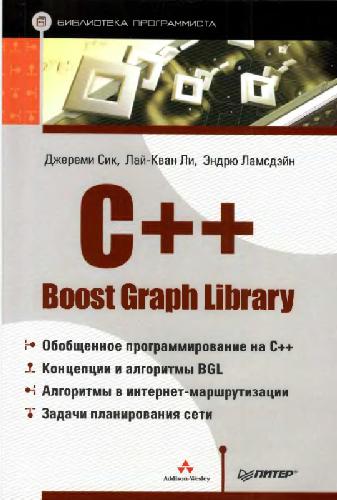 БИБЛИОТЕКА ПРОГРАММИСТА
Джереми Сик, Лай-Кван Ли, Эндрю Ламсдэйн
C++
Boost Graph Library
Обобщенное программирование на C++
Концепции и алгоритмы BGL
Алгоритмы в интернет-маршрутизации
Задачи планирования сети
Addison-Wesley
ПИТЕР